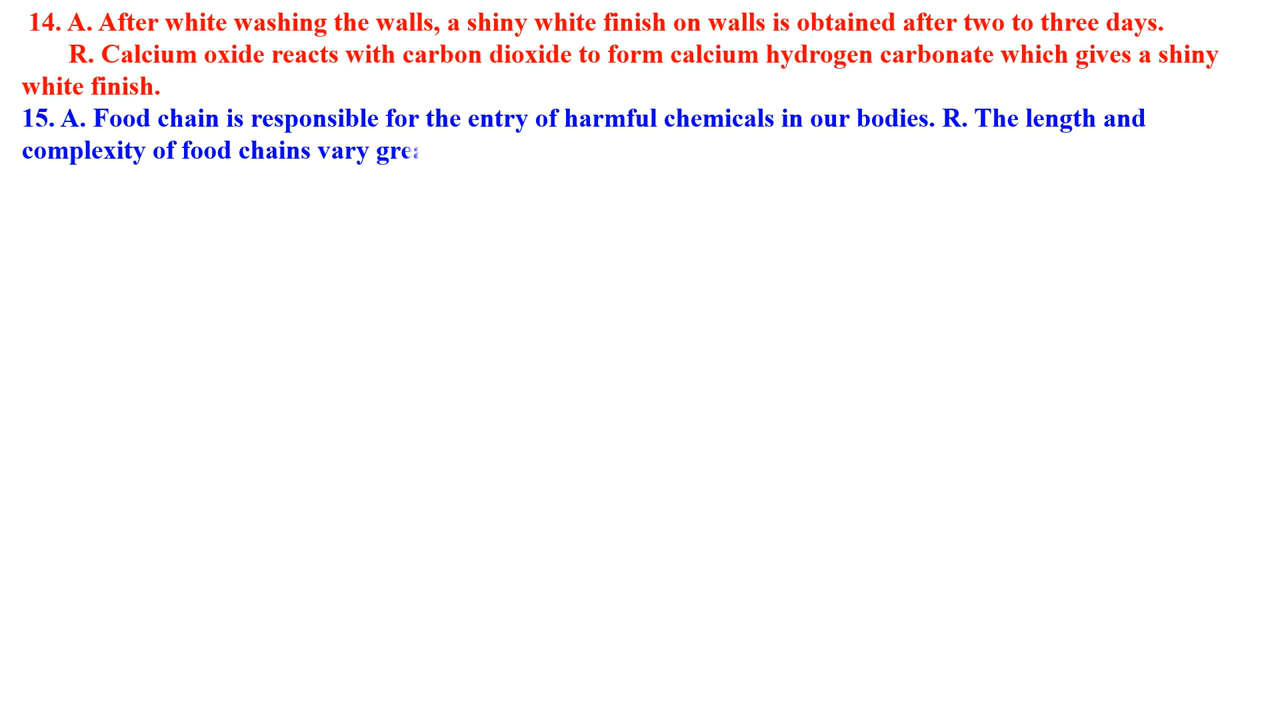 14. A. After white washing the walls, a shiny white finish on walls is obtained after two to three days.
R. Calcium oxide reacts with carbon dioxide to form calcium hydrogen carbonate which gives a shiny
white finish.
15. A. Food chain is responsible for the entry of harmful chemicals in our bodies. R. The length and
complexity of food chains vary